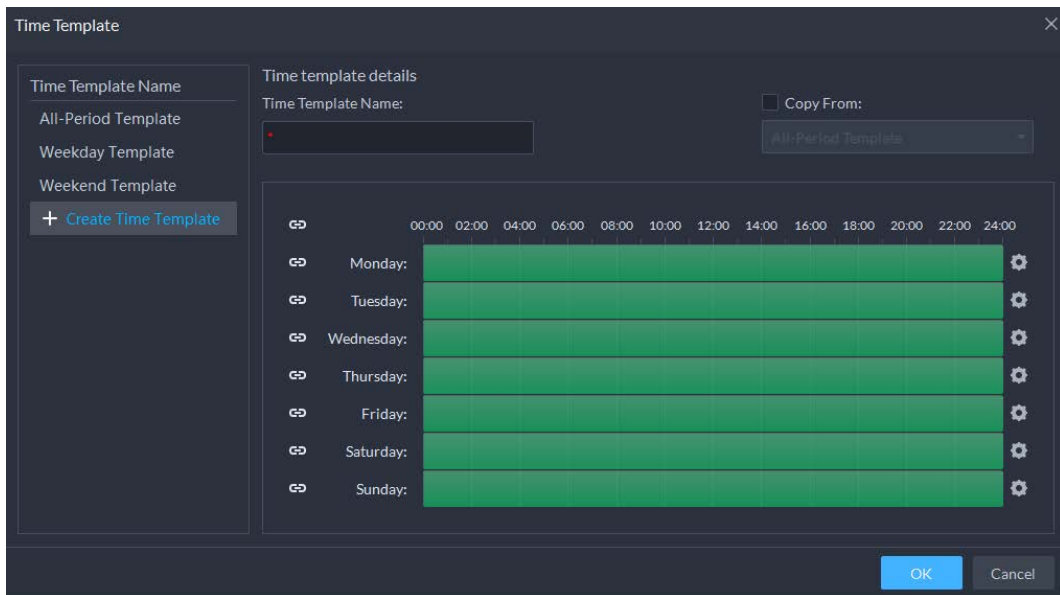 Time Template
Time Template Name
All-Period Template
Weekday Template
Weekend Template
+ Create Time Template
Time template details
Time Template Name:
Copy From:
*
All-Period Template
00:00 02:00 04:00 06:00 08:00 10:00 12:00 14:00 16:00 18:00 20:00 22:00 24:00
Monday:
Tuesday:
Wednesday:
Thursday:
Friday:
Saturday:
Sunday:
OK Cancel